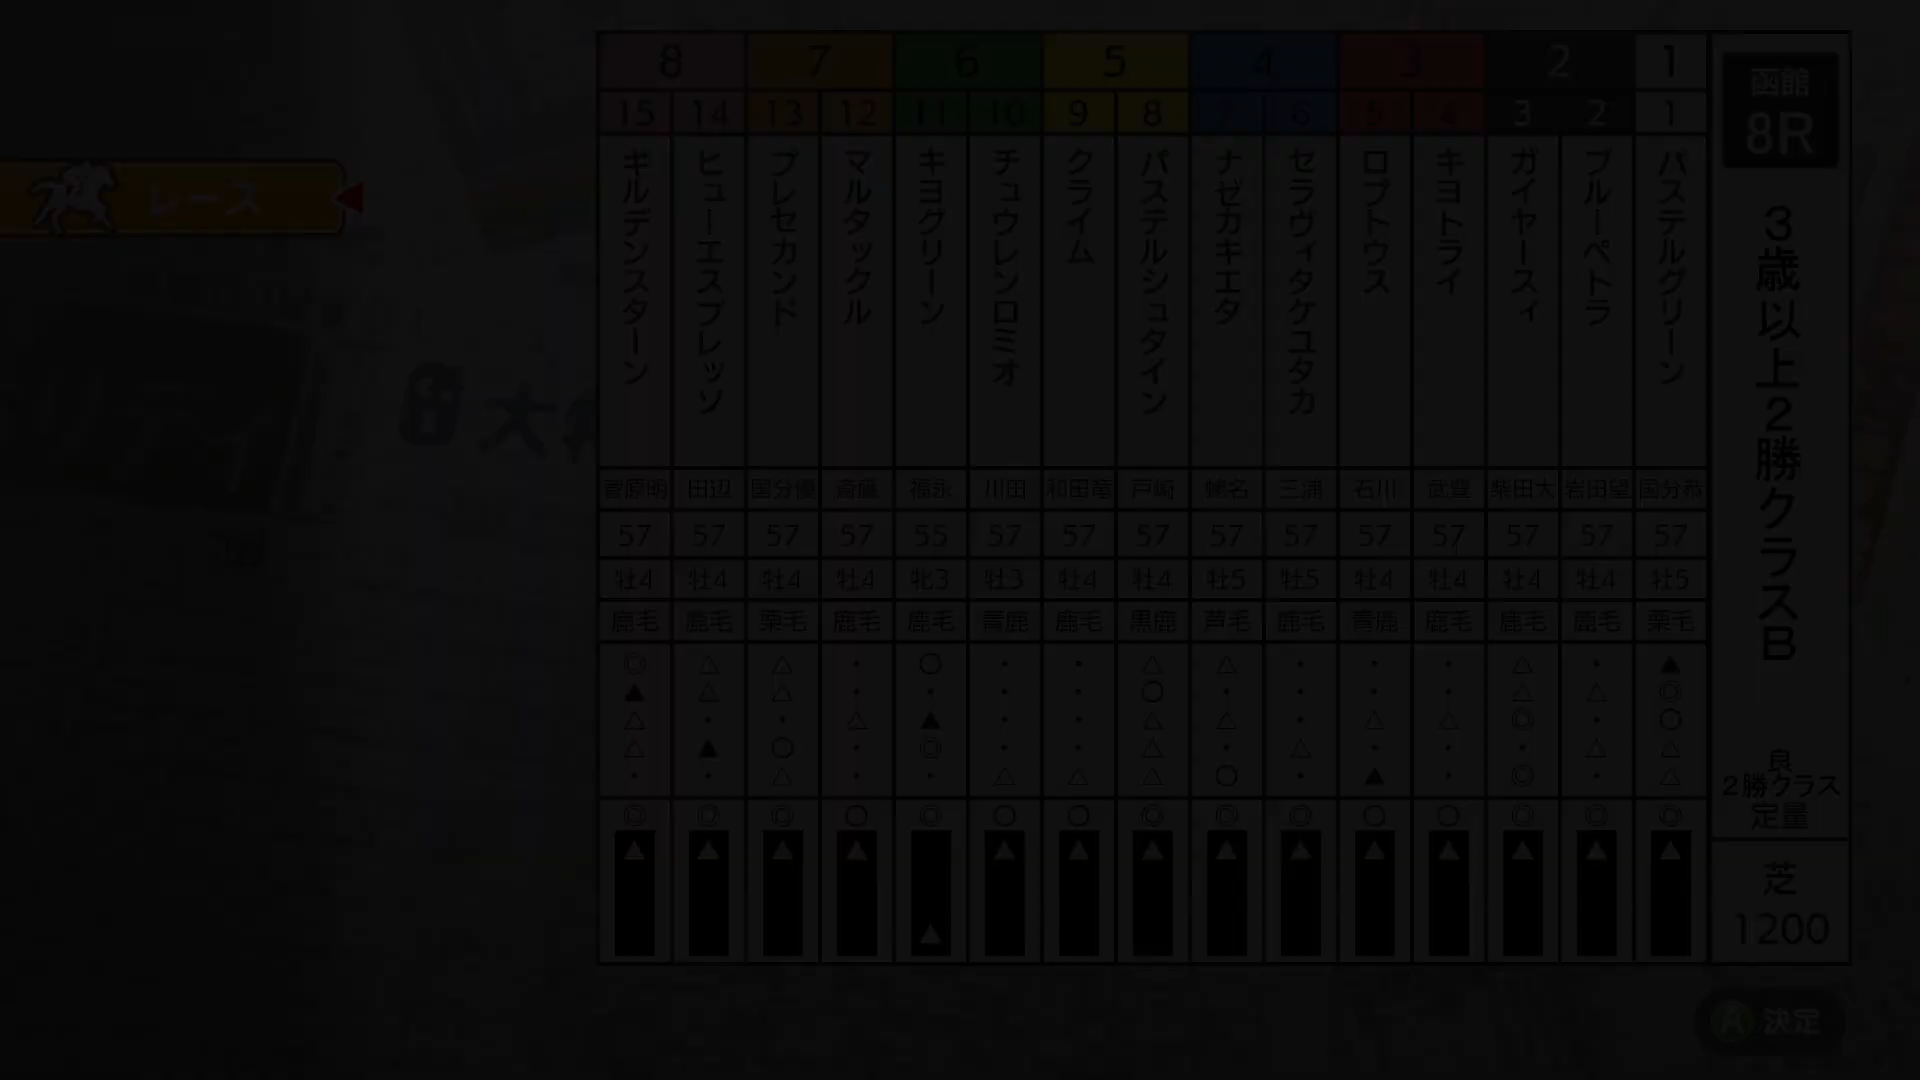 レース
8大
函館
8R
3歳以上2勝クラスB
良
2勝クラス
定量
芝
1200
8 7 6 5 4 3 2 1
15 14 13 12 11 10 9 8 7 6 5 4 3 2 1
ギルデンスターン
ヒューエスプレッソ
プレセカンド
マルタックル
キヨクリーン
チュウレンロミオ
クライム
パステルシュタイン
ナゼカキエタ
セラヴィタケユタカ
ロブトウス
キヨトライ
ガイヤースィ
ブルーペトラ
パステルグリーン
菅原明 田辺 国分優 斎藤 福永 川田 和田竜 戸崎 蛯名 三浦 石川 武豊 柴田大 岩田望 国分恭
57 57 57 57 55 57 57 57 57 57 57 57 57 57 57
牡4 牡4 牡4 牡4 牝3 牡3 牡4 牡4 牡5 牡5 牡4 牡4 牡4 牡4 牡5
鹿毛 鹿毛 栗毛 鹿毛 鹿毛 青鹿 鹿毛 黒鹿 芦毛 鹿毛 青鹿 鹿毛 鹿毛 鹿毛 栗毛
◎ △ △ ・ ○ ・ ・ △ △ ・ ・ ・ △ ・ ▲
▲ △ △ ・ ・ ・ ・ ○ ・ ・ ・ ・ △ △ ◎
△ ・ ・ △ ▲ ・ ・ △ △ ・ △ △ ◎ ・ ○
△ ▲ ○ ・ ◎ ・ ・ △ ・ △ ・ ・ ・ △ △
・ ・ △ ・ ・ △ △ △ ○ ・ ▲ ・ ◎ ・ △
◎ ◎ ◎ ○ ◎ ○ ○ ◎ ◎ ◎ ○ ○ ◎ ◎ ◎
A 決定